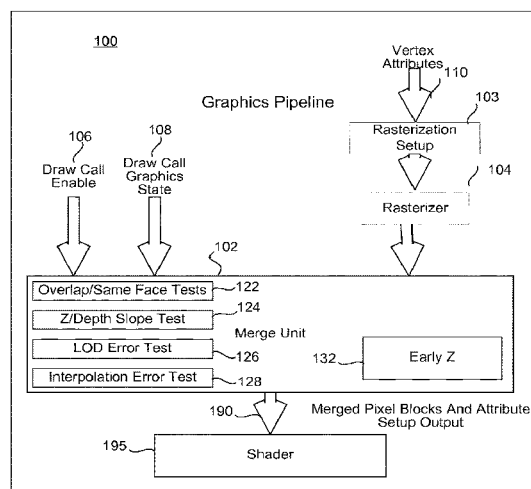 100
Vertex
Attributes
110
Graphics Pipeline
103
Rasterization
Setup
106
108
Draw Call
Enable
Draw Call
Graphics
State
104
Rasterizer
102
Overlap/Same Face Tests
122
Z/Depth Slope Test
124
Merge Unit
LOD Error Test
126
132
Early Z
Interpolation Error Test
128
190
Merged Pixel Blocks And Attribute
Setup Output
195
Shader